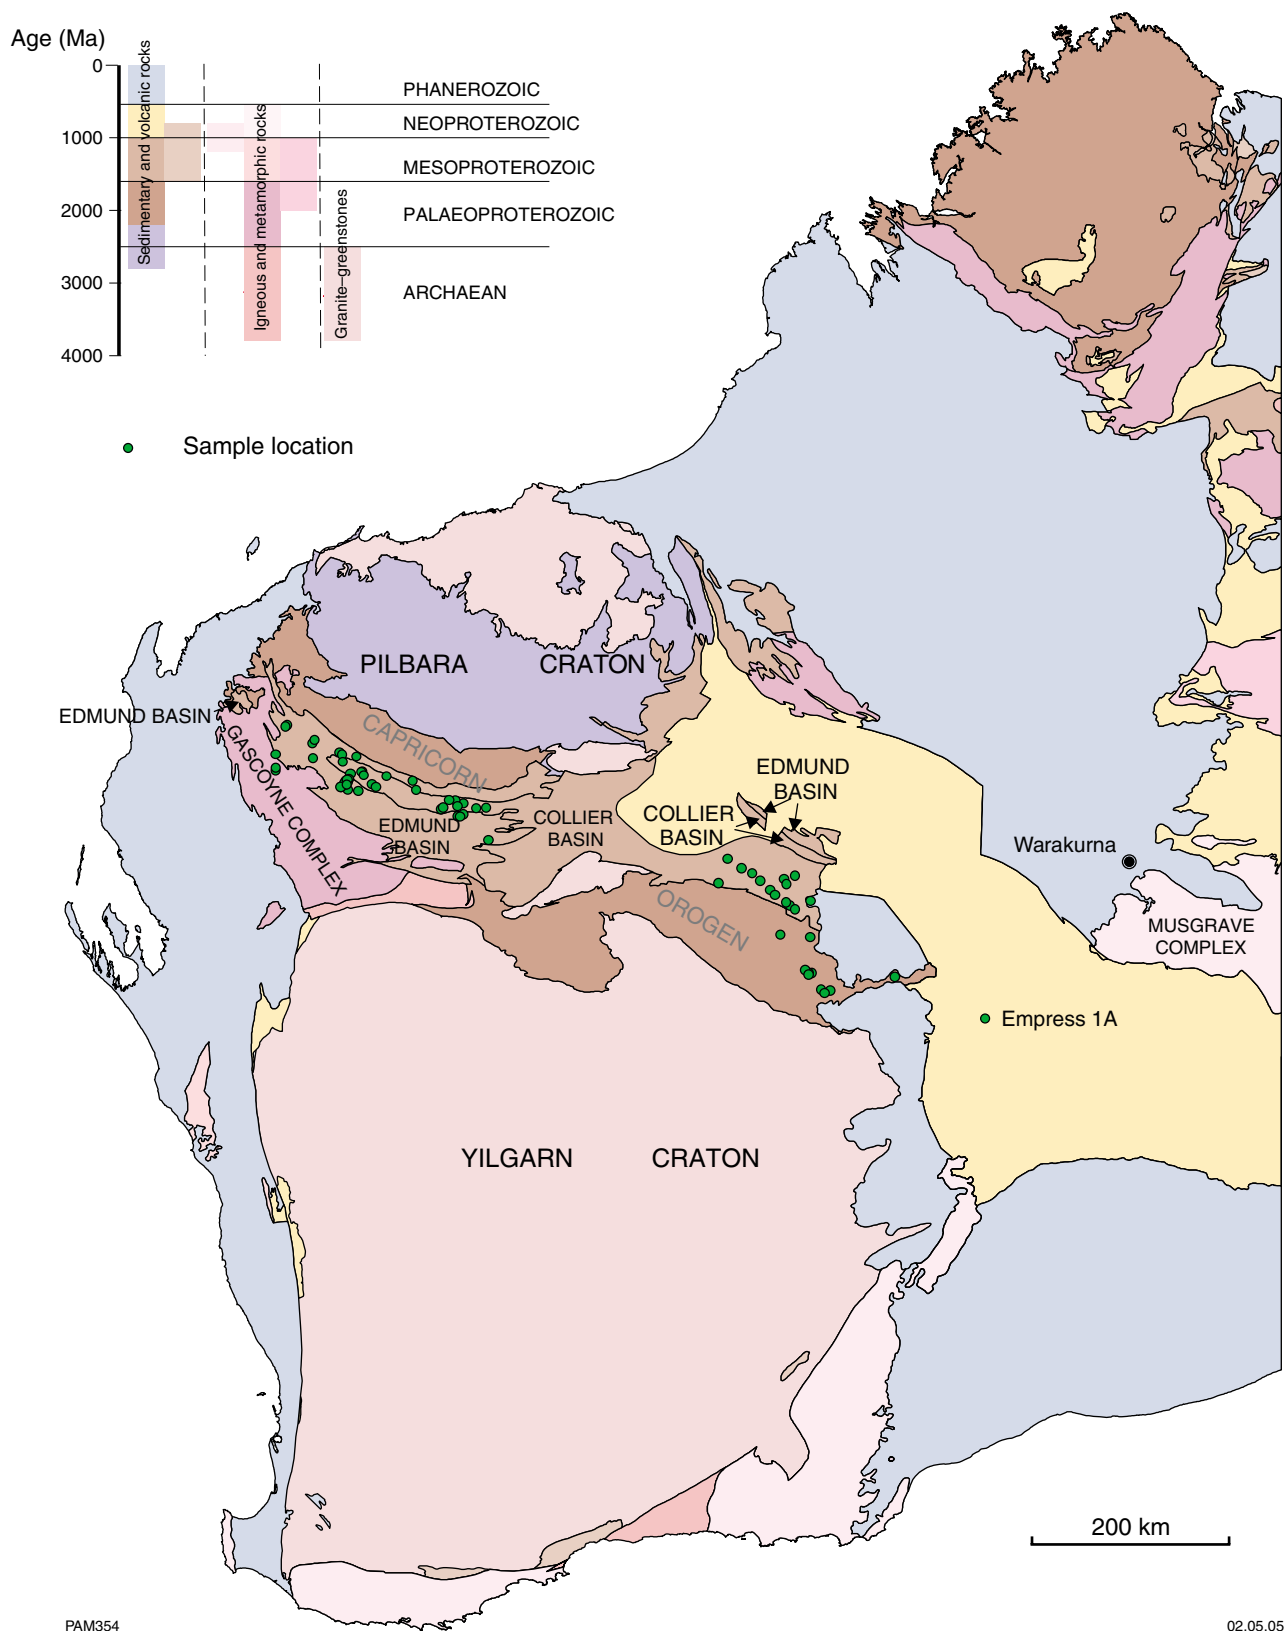 Age (Ma)
0
1000
2000
3000
4000
Sedimentary and volcanic rocks
Igneous and metamorphic rocks
Granite–greenstones
PHANEROZOIC
NEOPROTEROZOIC
MESOPROTEROZOIC
PALAEOPROTEROZOIC
ARCHAEAN
Sample location
PILBARA CRATON
EDMUND BASIN
CAPRICORN
GASCOYNE COMPLEX
EDMUND
BASIN
COLLIER
BASIN
EDMUND
BASIN
COLLIER
BASIN
Warakurna
OROGEN
MUSGRAVE
COMPLEX
Empress 1A
YILGARN CRATON
200 km
PAM354
02.05.05